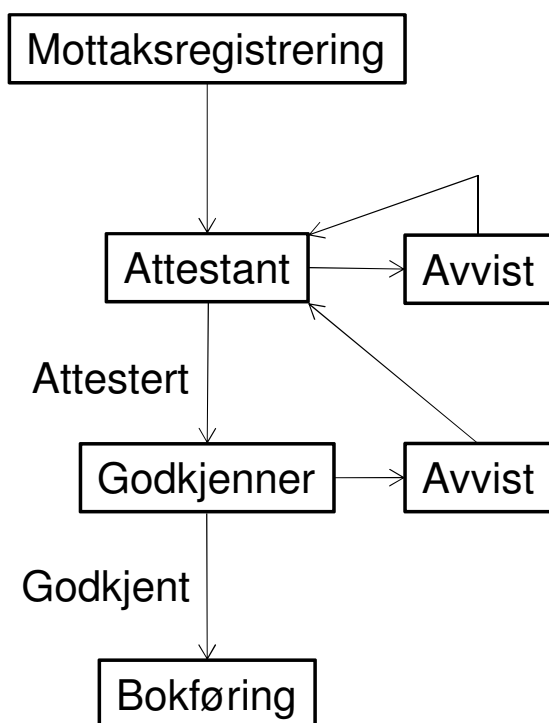 Mottaksregistrering
Attestant
Avvist
Attestert
Godkjenner
Avvist
Godkjent
Bokføring